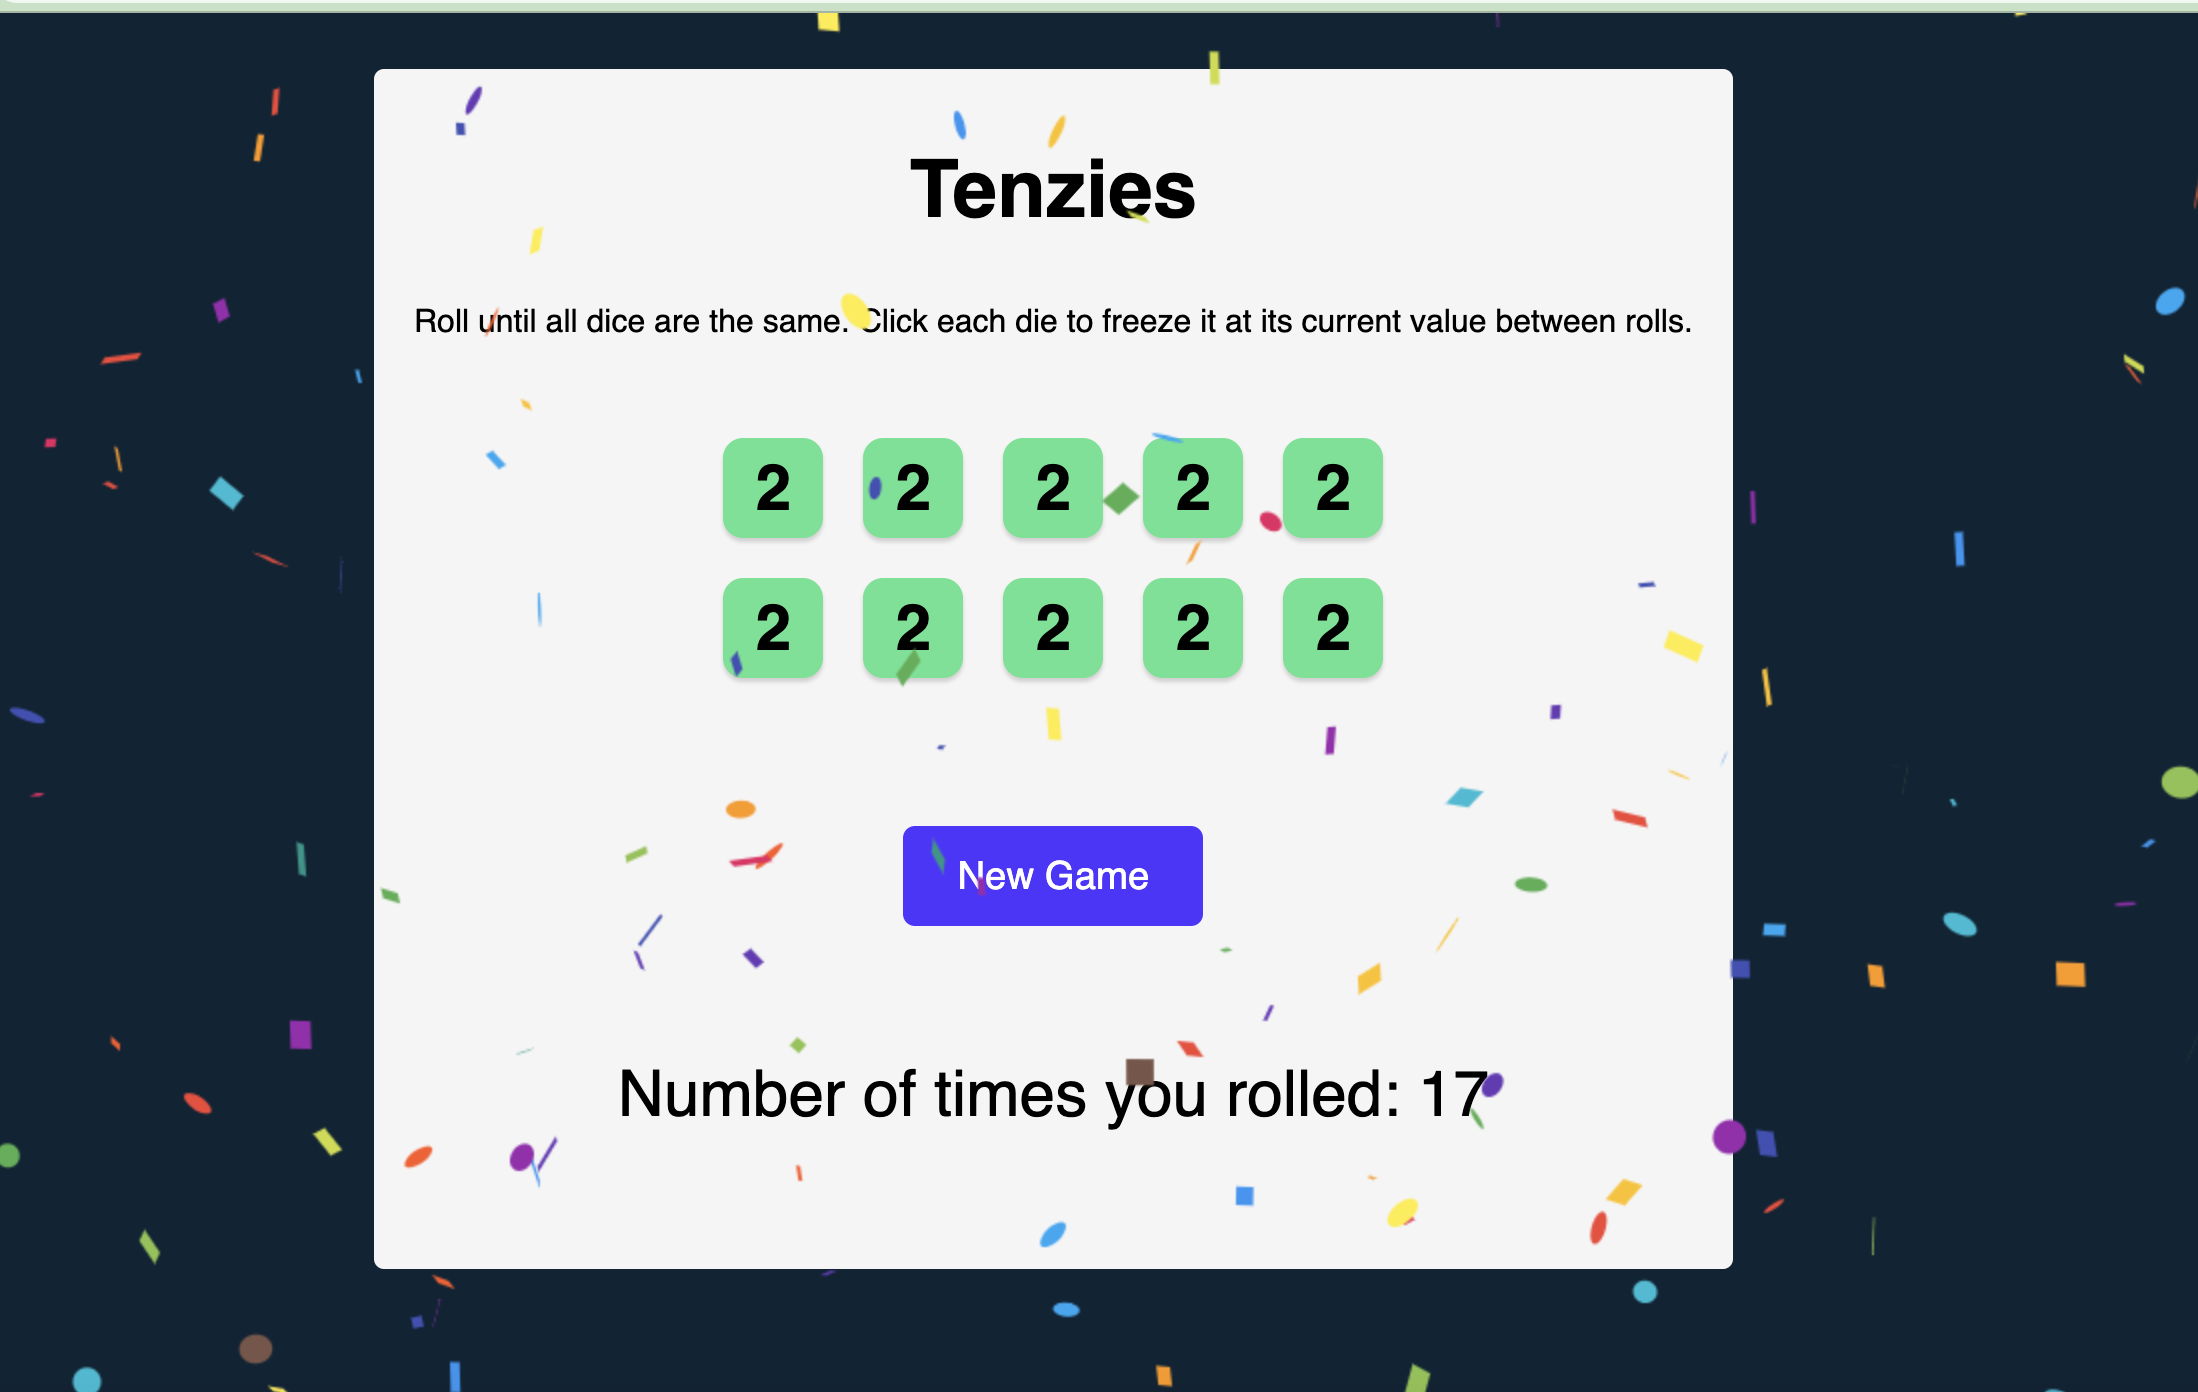 Tenzies
Roll until all dice are the same. Click each die to freeze it at its current value between rolls.
2 2 2 2 2
2 2 2 2 2
New Game
Number of times you rolled: 17